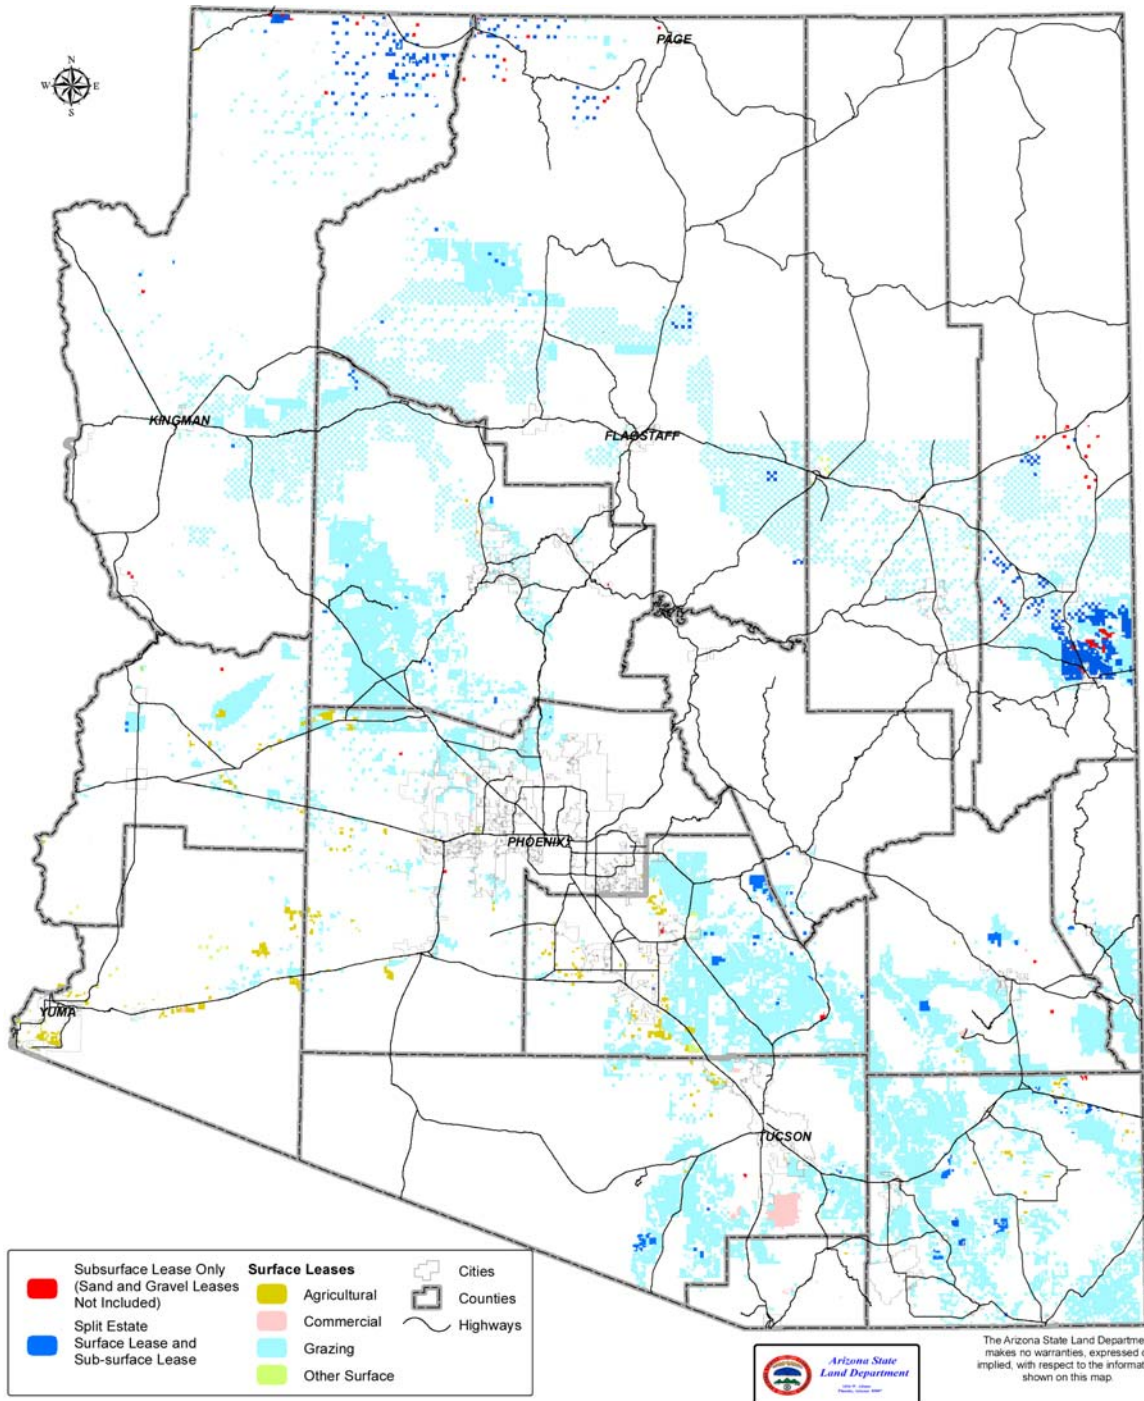 PAGE
N
W E
S
KINGMAN
FLAGSTAFF
PHOENIX
YUMA
TUCSON
Subsurface Lease Only
(Sand and Gravel Leases
Not Included)
Split Estate
Surface Lease and
Sub-surface Lease
Surface Leases
Agricultural
Commercial
Grazing
Other Surface
Cities
Counties
Highways
Arizona State
Land Department
The Arizona State Land Departme
makes no warranties, expressed o
implied, with respect to the informat
shown on this map.